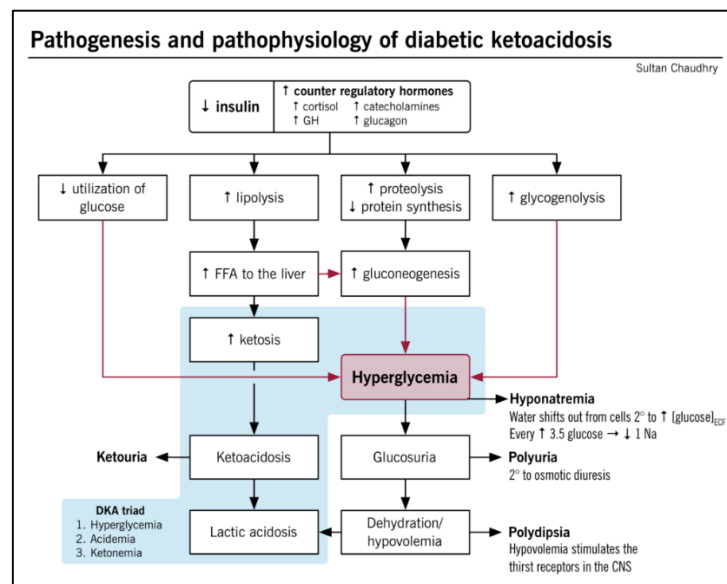 Pathogenesis and pathophysiology of diabetic ketoacidosis
Sultan Chaudhry
↓ insulin
↑ counter regulatory hormones
↑ cortisol ↑ catecholamines
↑ GH ↑ glucagon
↓ utilization of
glucose
↑ lipolysis
↑ proteolysis
↓ protein synthesis
↑ glycogenolysis
↑ FFA to the liver
↑ gluconeogenesis
↑ ketosis
Hyperglycemia
Hyponatremia
Water shifts out from cells 2° to ↑ [glucose]ECF
Every ↑ 3.5 glucose → ↓ 1 Na
Ketouria
Ketoacidosis
Glucosuria
Polyuria
2° to osmotic diuresis
DKA triad
1. Hyperglycemia
2. Acidemia
3. Ketonemia
Lactic acidosis
Dehydration/
hypovolemia
Polydipsia
Hypovolemia stimulates the
thirst receptors in the CNS